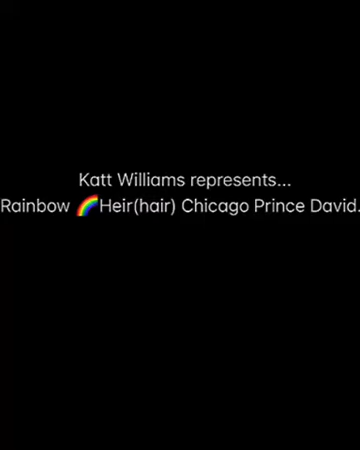 Katt Williams represents...
Rainbow 🌈Heir(hair) Chicago Prince David.